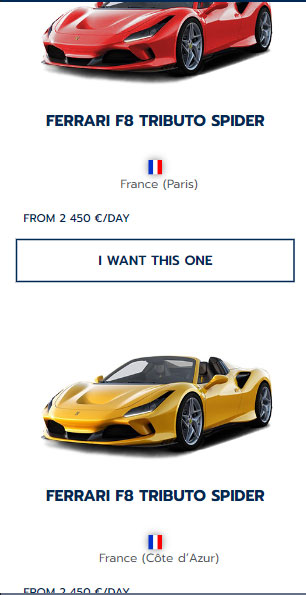 FERRARI F8 TRIBUTO SPIDER
France (Paris)
FROM 2 450 €/DAY
I WANT THIS ONE
FERRARI F8 TRIBUTO SPIDER
France (Côte d'Azur)
FROM 2 450 €/DAY